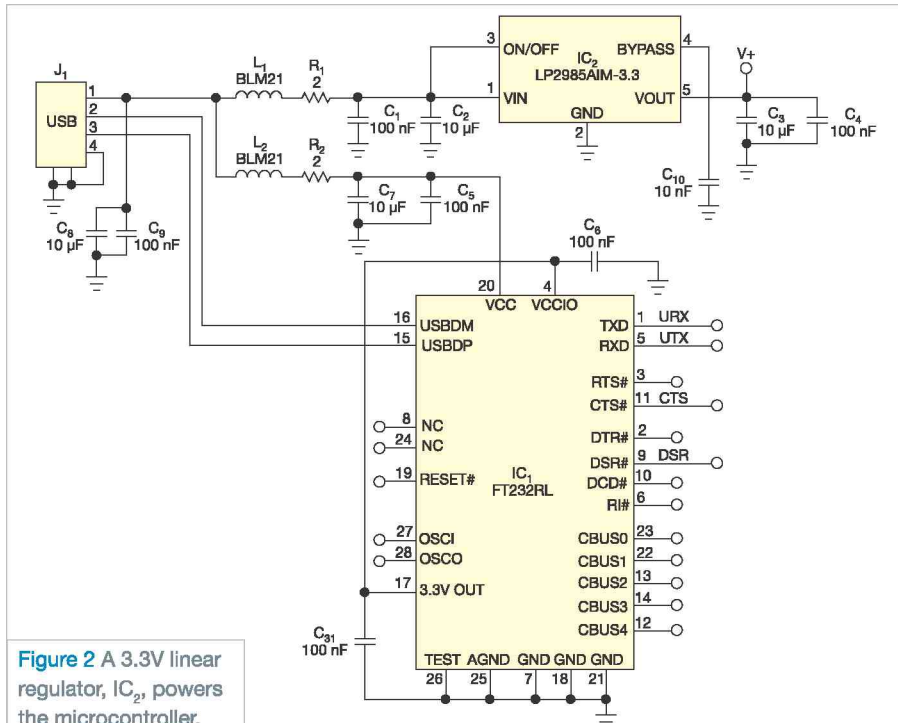 J1
USB
1
2
3
4
L1
BLM21
R1
2
C1
100 nF
C2
10 µF
3
ON/OFF
BYPASS
4
IC2
LP2985AIM-3.3
1
VIN
VOUT
5
GND
2
V+
C3
10 µF
C4
100 nF
C10
10 nF
L2
BLM21
R2
2
C7
10 µF
C5
100 nF
C8
10 µF
C9
100 nF
C6
100 nF
20
VCC
4
VCCIO
16
USBDM
15
USBDP
8
NC
24
NC
19
RESET#
27
OSCI
28
OSCO
17
3.3V OUT
IC1
FT232RL
TXD
1
URX
RXD
5
UTX
RTS#
3
CTS#
11
CTS
DTR#
2
DSR#
9
DSR
DCD#
10
RI#
6
CBUS0
23
CBUS1
22
CBUS2
13
CBUS3
14
CBUS4
12
C31
100 nF
TEST
AGND
GND
GND
GND
26
25
7
18
21
Figure 2 A 3.3V linear
regulator, IC2, powers
the microcontroller.